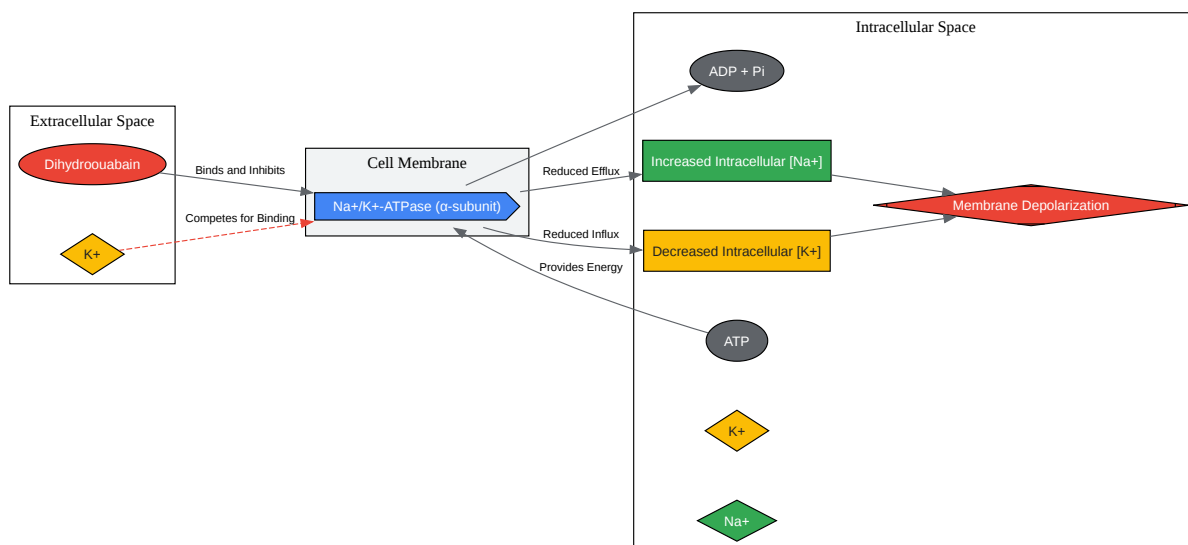 Extracellular Space
Dihydroouabain
K+
Binds and Inhibits
Competes for Binding
Cell Membrane
Na+/K+-ATPase (α-subunit)
Reduced Efflux
Reduced Influx
Provides Energy
Intracellular Space
ADP + Pi
Increased Intracellular [Na+]
Decreased Intracellular [K+]
Membrane Depolarization
ATP
K+
Na+